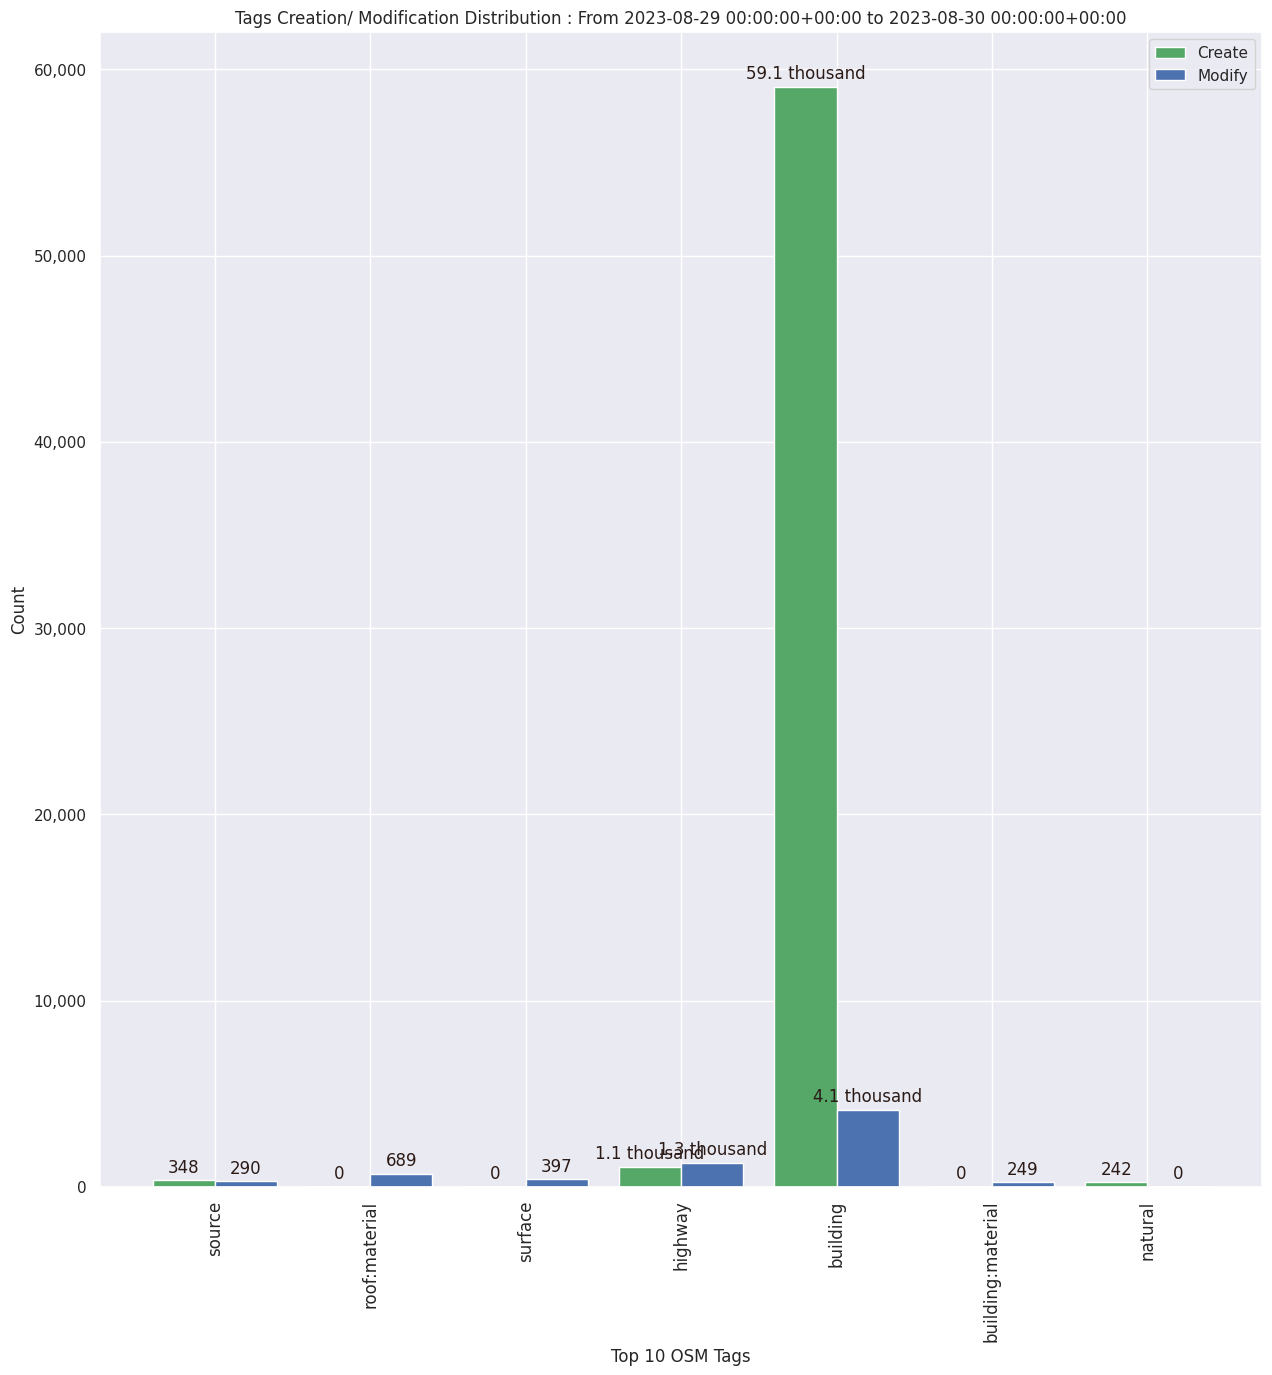 Tags Creation/ Modification Distribution : From 2023-08-29 00:00:00+00:00 to 2023-08-30 00:00:00+00:00
Create
Modify
60,000
50,000
40,000
30,000
20,000
10,000
0
Count
348
290
0
689
0
397
1.1 thousand
1.3 thousand
59.1 thousand
4.1 thousand
0
249
242
0
source
roof:material
surface
highway
building
building:material
natural
Top 10 OSM Tags